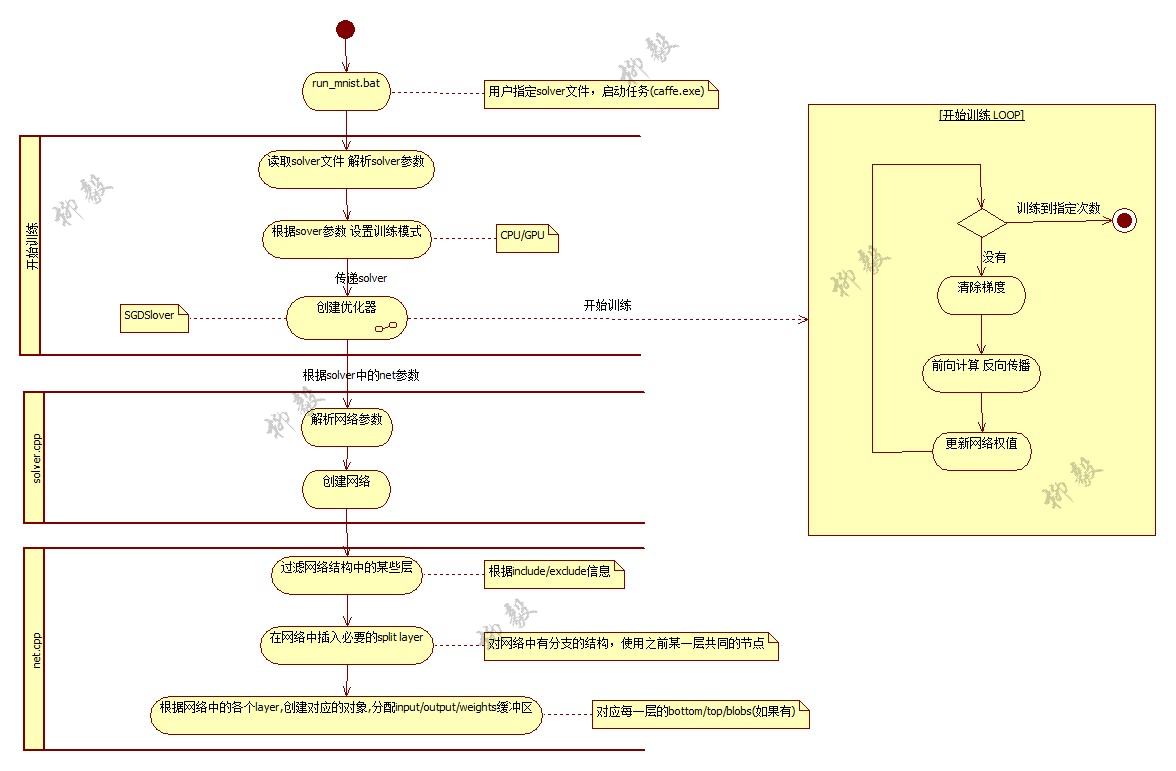 柳毅
run_mnist.bat
用户指定solver文件，启动任务(caffe.exe)
[开始训练 LOOP]
开始训练
读取solver文件 解析solver参数
柳毅
根据sover参数 设置训练模式
CPU/GPU
传递solver
创建优化器
SGDSlover
开始训练
训练到指定次数
没有
柳毅
清除梯度
前向计算 反向传播
更新网络权值
柳毅
根据solver中的net参数
柳毅
solver.cpp
解析网络参数
创建网络
net.cpp
过滤网络结构中的某些层
根据include/exclude信息
柳毅
在网络中插入必要的split layer
对网络中有分支的结构，使用之前某一层共同的节点
根据网络中的各个layer,创建对应的对象,分配input/output/weights缓冲区
对应每一层的bottom/top/blobs(如果有)